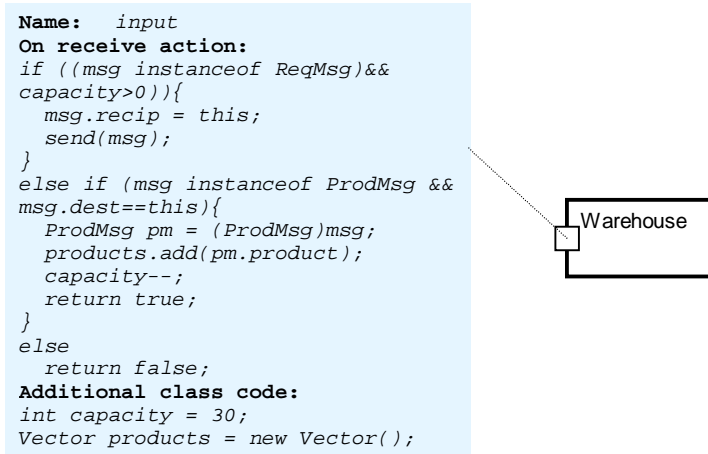 Name:   input
On receive action:
if ((msg instanceof ReqMsg)&&
capacity>0)){
  msg.recip = this;
  send(msg);
}
else if (msg instanceof ProdMsg &&
msg.dest==this){
  ProdMsg pm = (ProdMsg)msg;
  products.add(pm.product);
  capacity--;
  return true;
}
else
  return false;
Additional class code:
int capacity = 30;
Vector products = new Vector();
Warehouse